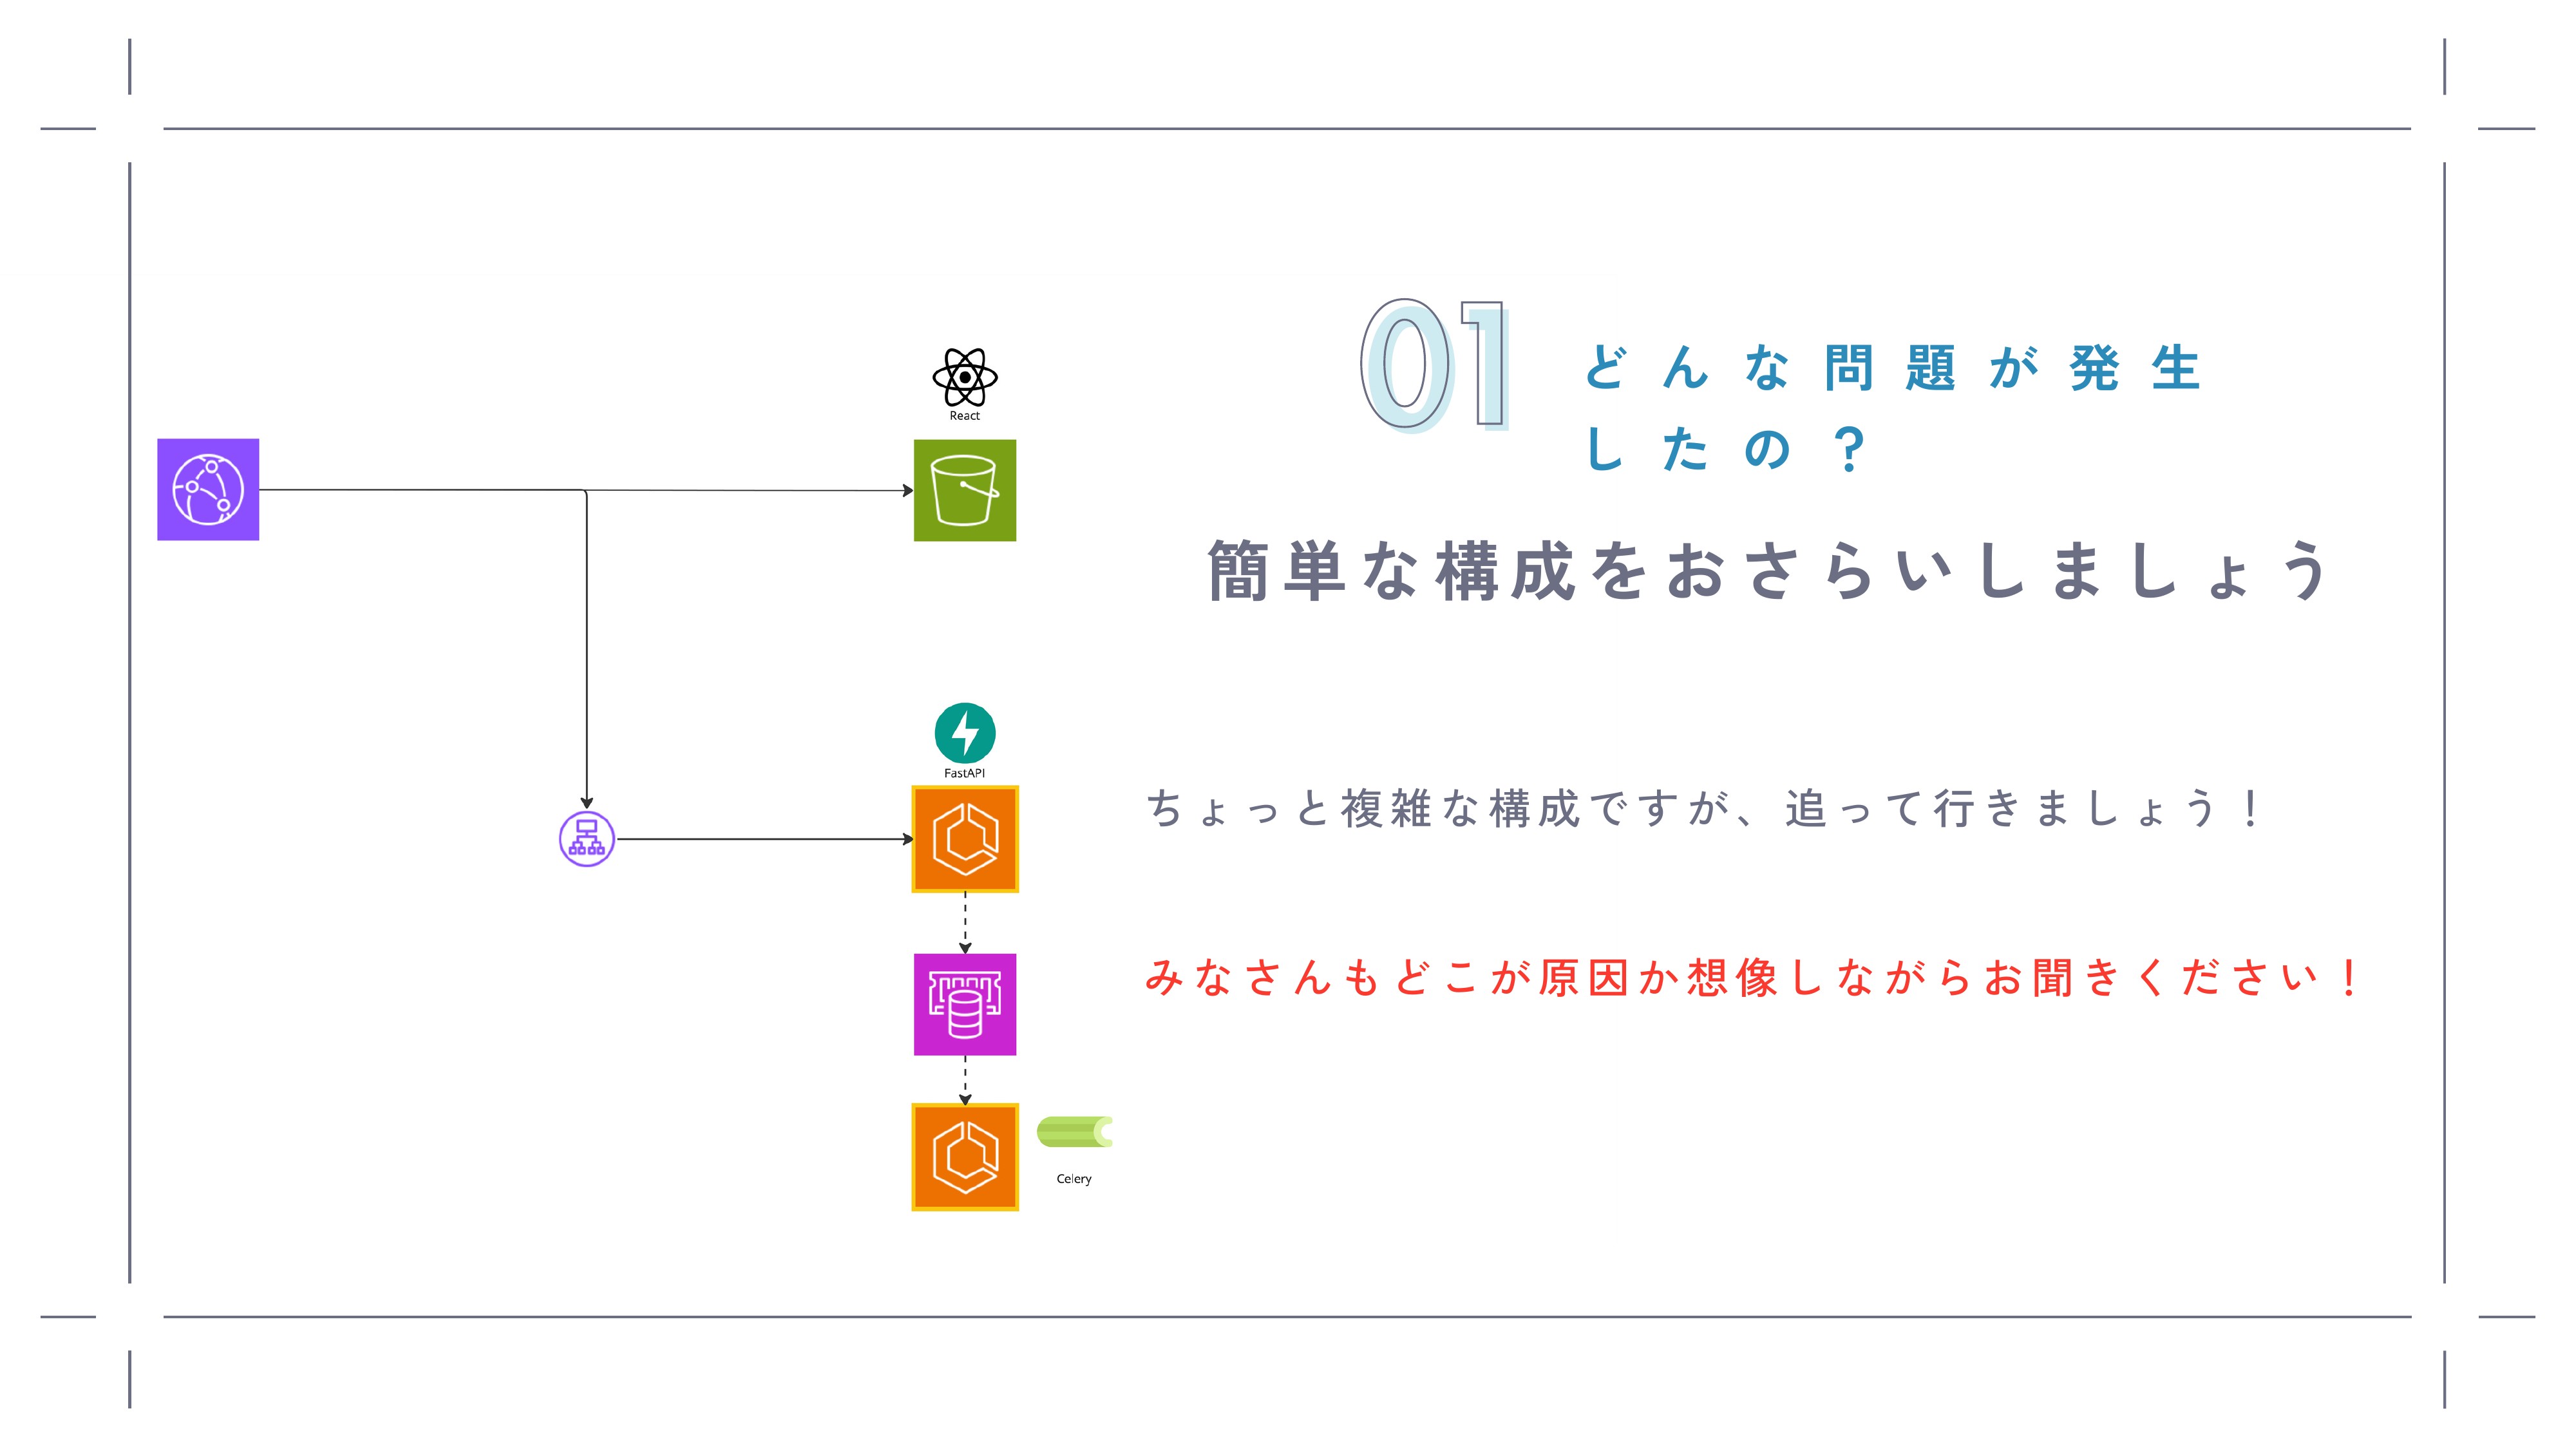 01
どんな問題が発生
したの？
簡単な構成をおさらいしましょう
React
FastAPI
ちょっと複雑な構成ですが、追って行きましょう！
みなさんもどこが原因か想像しながらお聞きください！
Celery